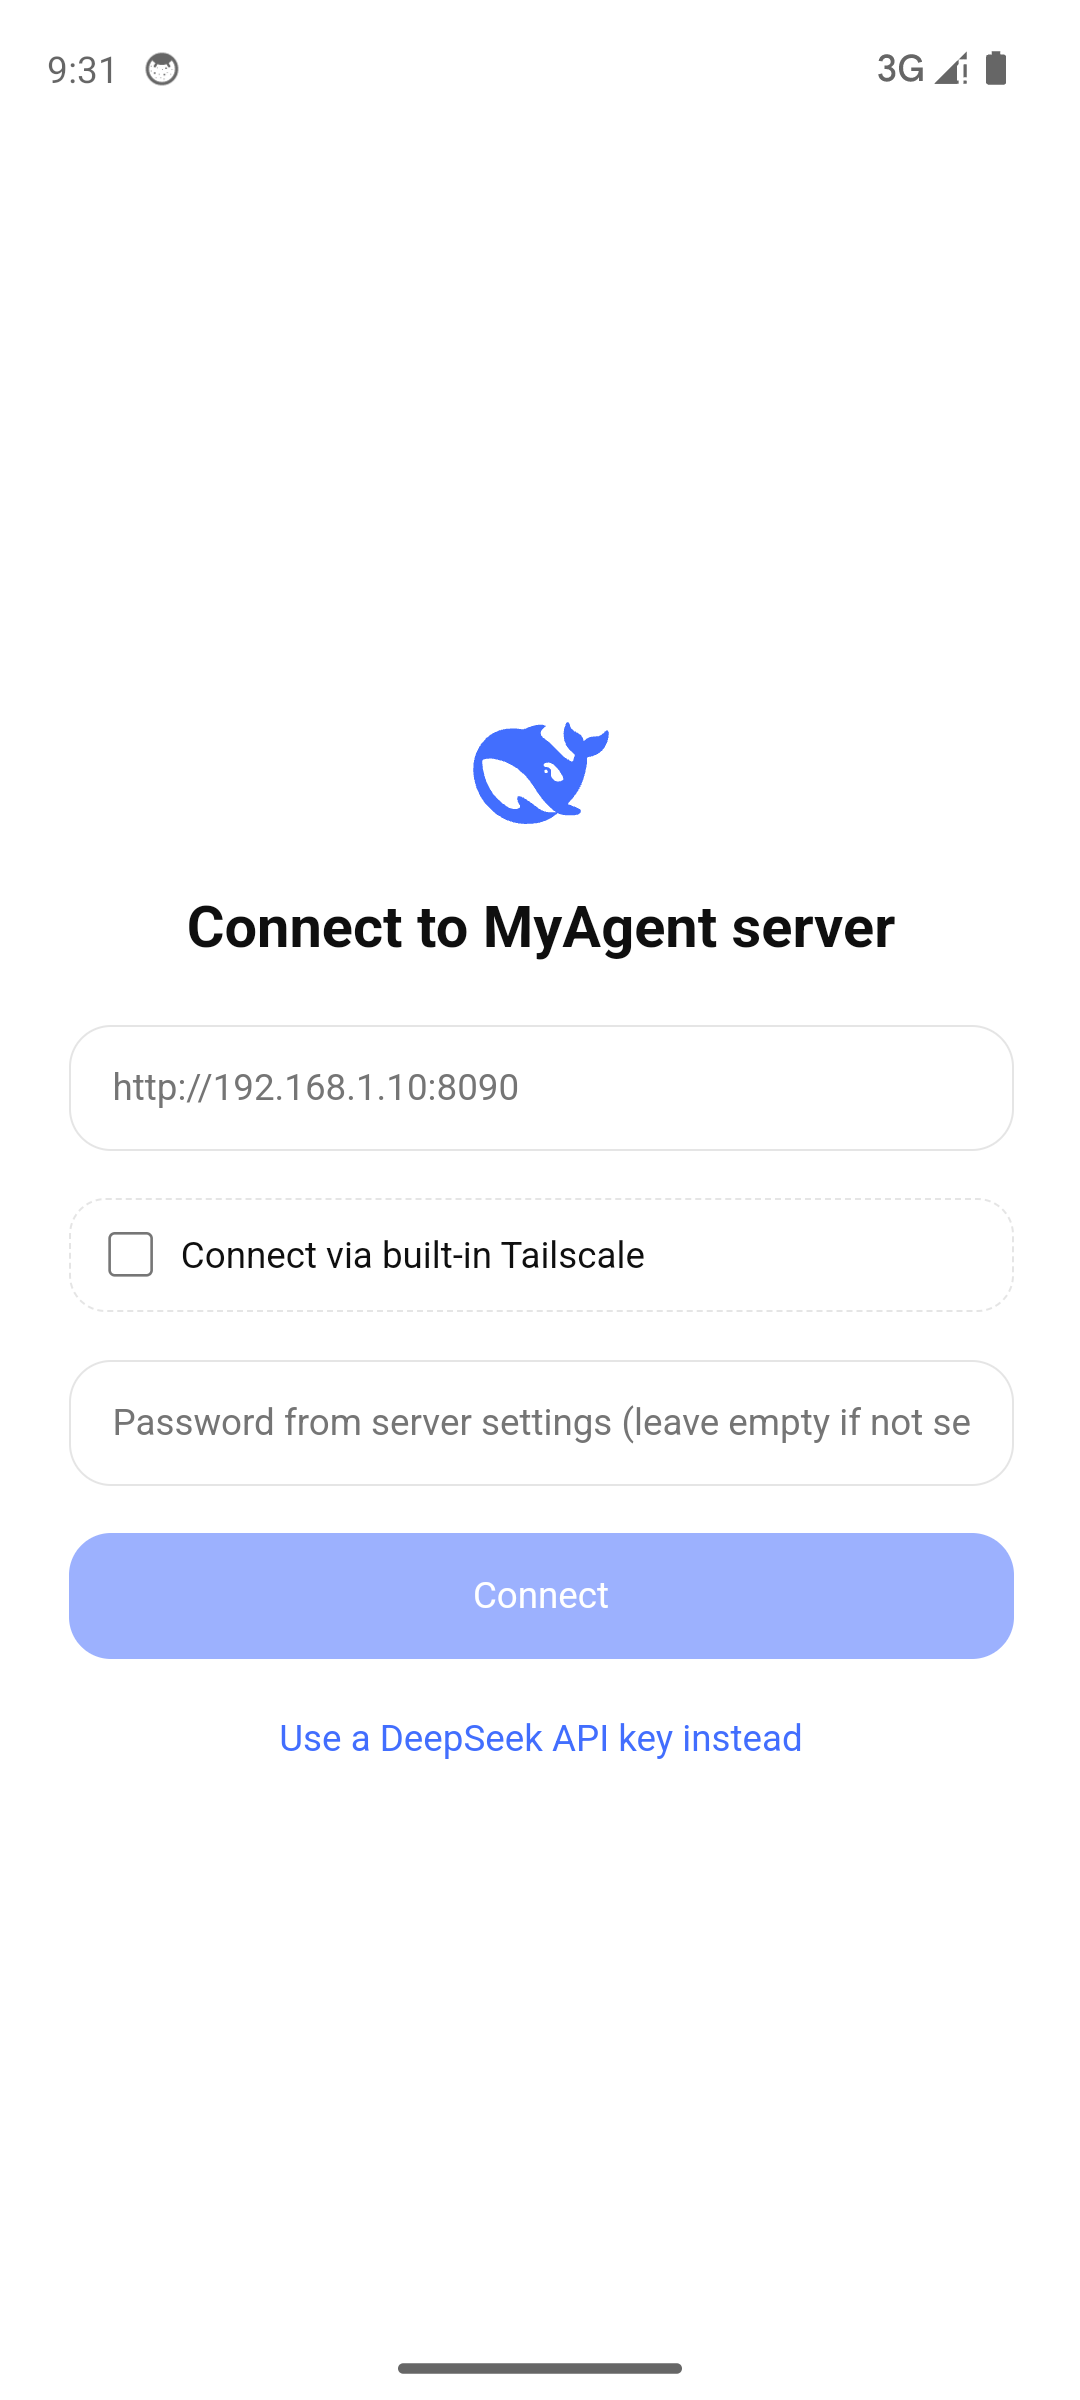 9:31
3G
Connect to MyAgent server
http://192.168.1.10:8090
Connect via built-in Tailscale
Password from server settings (leave empty if not se
Connect
Use a DeepSeek API key instead